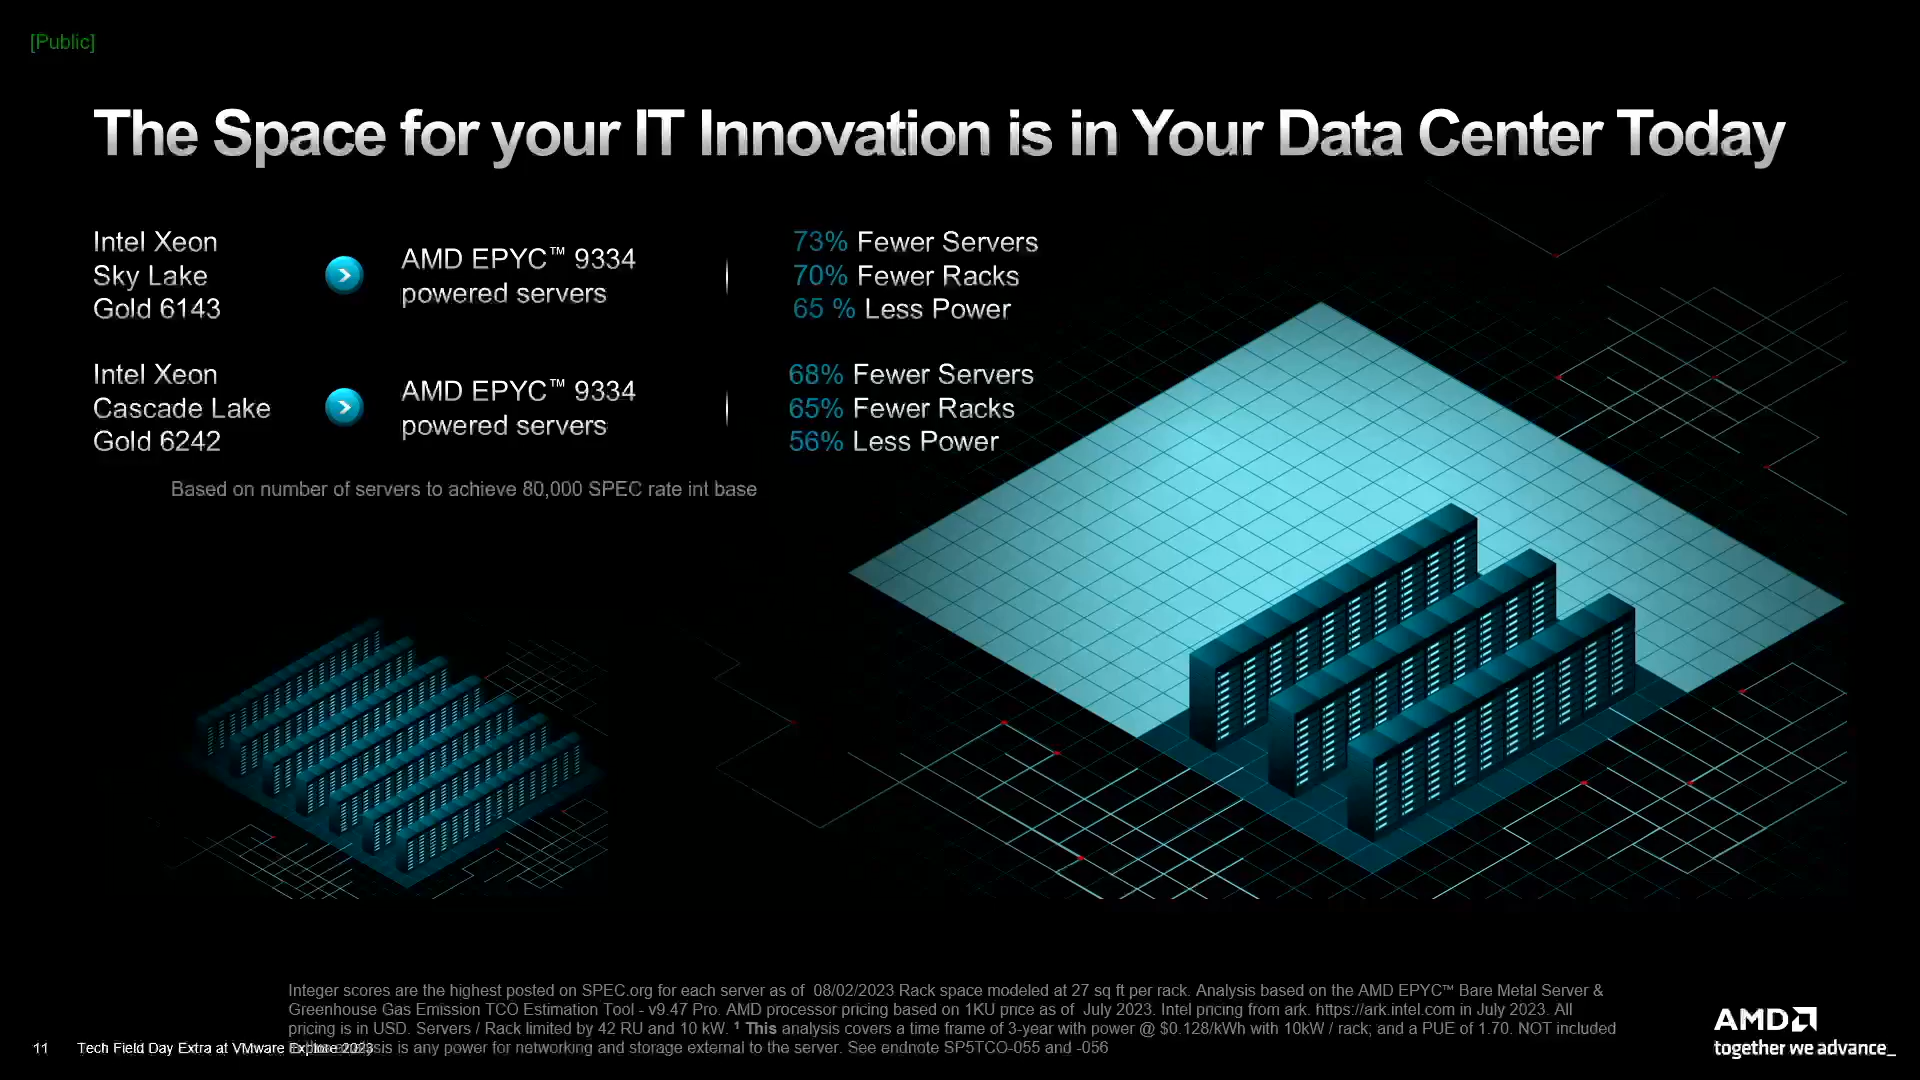 [Public]
The Space for your IT Innovation is in Your Data Center Today
Intel Xeon
Sky Lake
Gold 6143
AMD EPYC™ 9334
powered servers
73% Fewer Servers
70% Fewer Racks
65 % Less Power
Intel Xeon
Cascade Lake
Gold 6242
AMD EPYC™ 9334
powered servers
68% Fewer Servers
65% Fewer Racks
56% Less Power
Based on number of servers to achieve 80,000 SPEC rate int base
Integer scores are the highest posted on SPEC.org for each server as of 08/02/2023 Rack space modeled at 27 sq ft per rack. Analysis based on the AMD EPYC™ Bare Metal Server &
Greenhouse Gas Emission TCO Estimation Tool - v9.47 Pro. AMD processor pricing based on 1KU price as of July 2023. Intel pricing from ark. https://ark.intel.com in July 2023. All
pricing is in USD. Servers / Rack limited by 42 RU and 10 kW. ¹ This analysis covers a time frame of 3-year with power @ $0.128/kWh with 10kW / rack; and a PUE of 1.70. NOT included
is any power for networking and storage external to the server. See endnote SP5TCO-055 and -056
11
Tech Field Day Extra at VMware Explore 2023
AMD
together we advance_